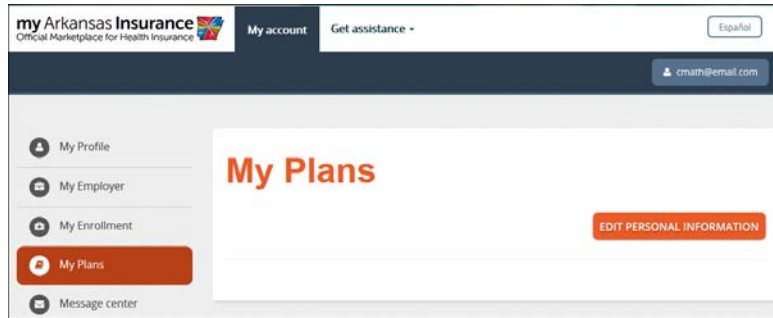 my Arkansas Insurance
Official Marketplace for Health Insurance
My account
Get assistance
Español
cmath@email.com
My Profile
My Employer
My Enrollment
My Plans
Message center
My Plans
EDIT PERSONAL INFORMATION